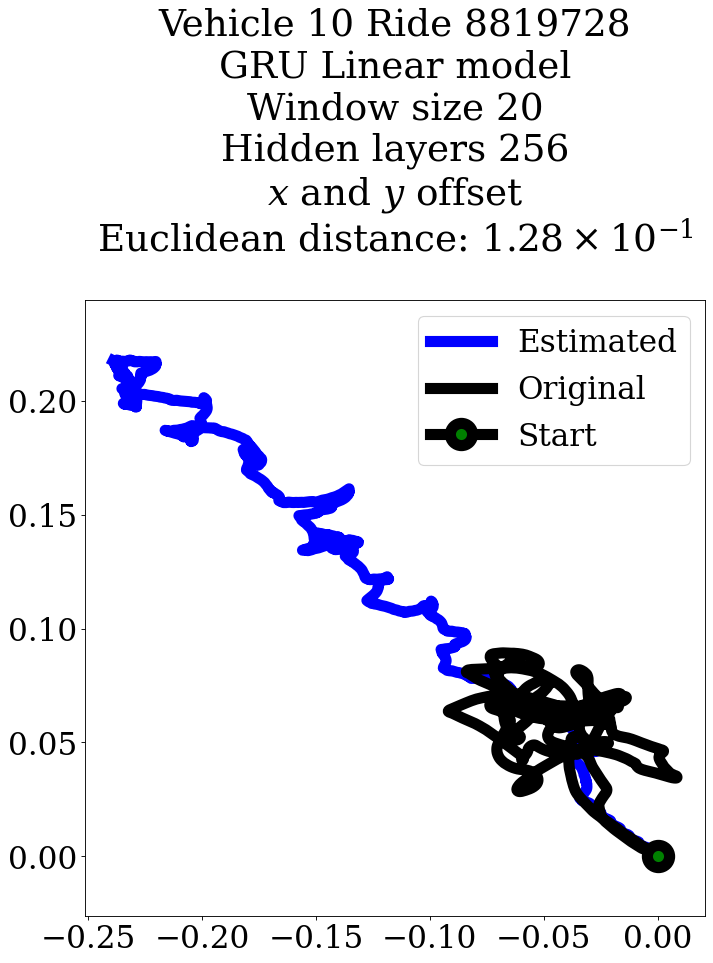 Vehicle 10 Ride 8819728
GRU Linear model
Window size 20
Hidden layers 256
x and y offset
Euclidean distance: 1.28 × 10⁻¹
Estimated
Original
Start
0.20
0.15
0.10
0.05
0.00
−0.25 −0.20 −0.15 −0.10 −0.05 0.00